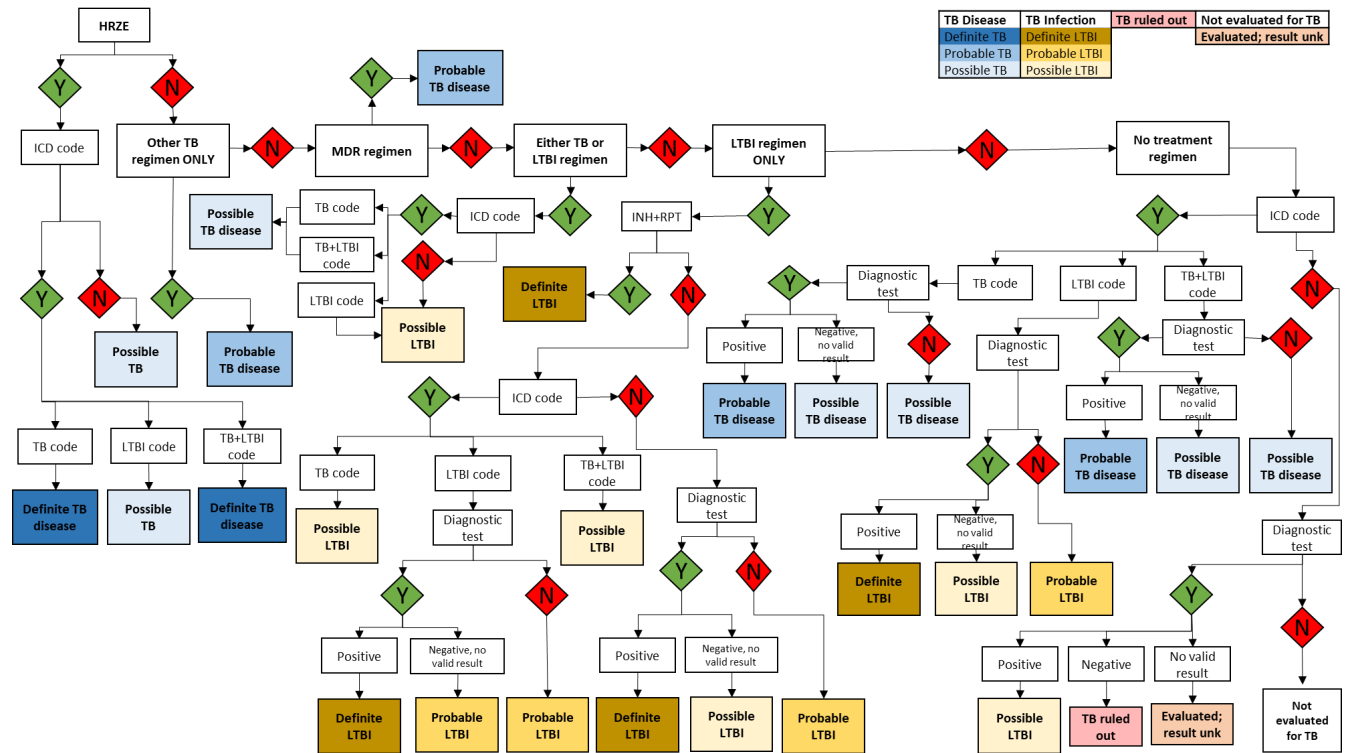 HRZE
TB Disease
TB Infection
TB ruled out
Not evaluated for TB
Definite TB
Definite LTBI
Evaluated; result unk
Probable TB
Probable LTBI
Possible TB
Possible LTBI
Y
N
Y
Probable
TB disease
ICD code
Other TB
regimen ONLY
N
MDR regimen
N
Either TB or
LTBI regimen
N
LTBI regimen
ONLY
N
No treatment
regimen
Possible
TB disease
TB code
TB+LTBI
code
LTBI code
Y
ICD code
Y
N
Possible
LTBI
INH+RPT
Y
Definite
LTBI
Y
N
Y
ICD code
N
Y
N
Y
Possible
TB
Probable
TB disease
Y
Diagnostic
test
TB code
LTBI code
TB+LTBI
code
Positive
Negative,
no valid
result
N
Diagnostic
test
Y
Diagnostic
test
N
Probable
TB disease
Possible
TB disease
Possible
TB disease
Positive
Negative,
no valid
result
Probable
TB disease
Possible
TB disease
Possible
TB disease
Y
ICD code
N
TB code
LTBI code
TB+LTBI
code
Definite TB
disease
Possible
TB
Definite TB
disease
TB code
LTBI code
TB+LTBI
code
Possible
LTBI
Diagnostic
test
Possible
LTBI
Diagnostic
test
Y
N
Y
N
Positive
Negative, no
valid result
Positive
Negative, no
valid result
Definite
LTBI
Probable
LTBI
Probable
LTBI
Definite
LTBI
Possible
LTBI
Probable
LTBI
Y
N
Positive
Negative,
no valid
result
Definite
LTBI
Possible
LTBI
Probable
LTBI
Diagnostic
test
Y
N
Positive
Negative
No valid
result
Possible
LTBI
TB ruled
out
Evaluated;
result unk
Not
evaluated
for TB